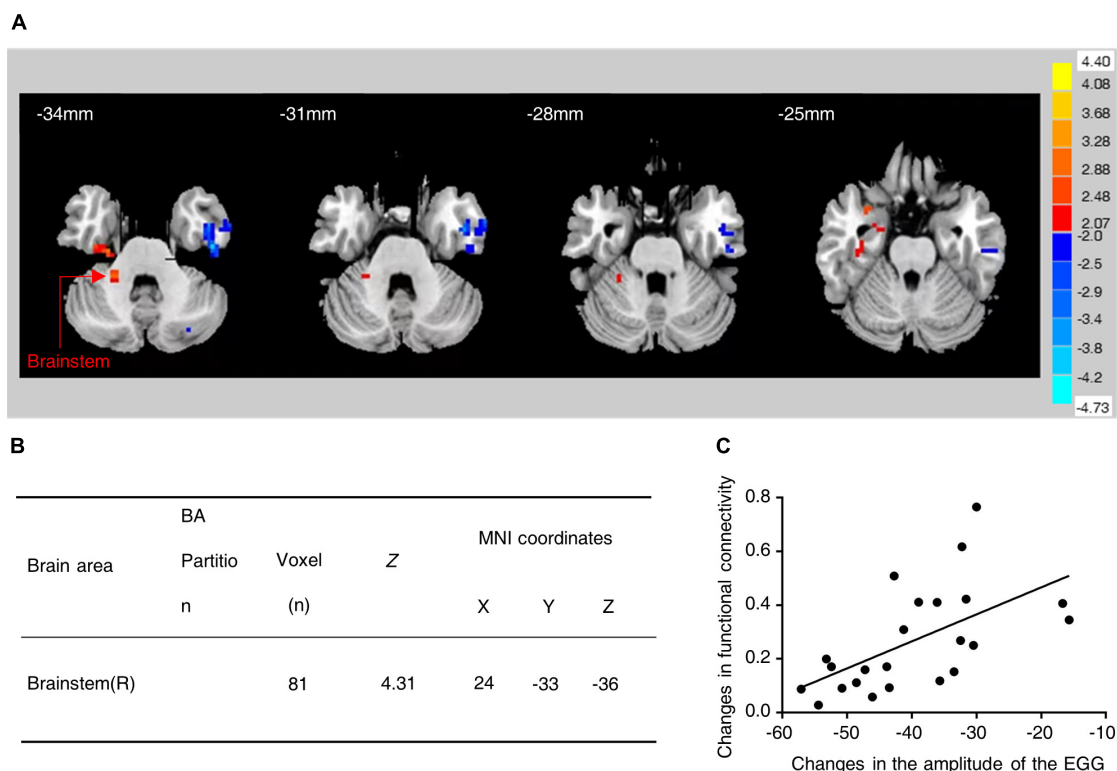 A
-34mm
-31mm
-28mm
-25mm
Brainstem
4.40
4.08
3.68
3.28
2.88
2.48
2.07
-2.0
-2.5
-2.9
-3.4
-3.8
-4.2
-4.73
B
BA
Brain area
Partitio
n
Voxel
(n)
Z
MNI coordinates
X Y Z
Brainstem(R) 81 4.31 24 -33 -36
C
Changes in functional connectivity
0.8
0.6
0.4
0.2
0.0
-60 -50 -40 -30 -20 -10
Changes in the amplitude of the EGG